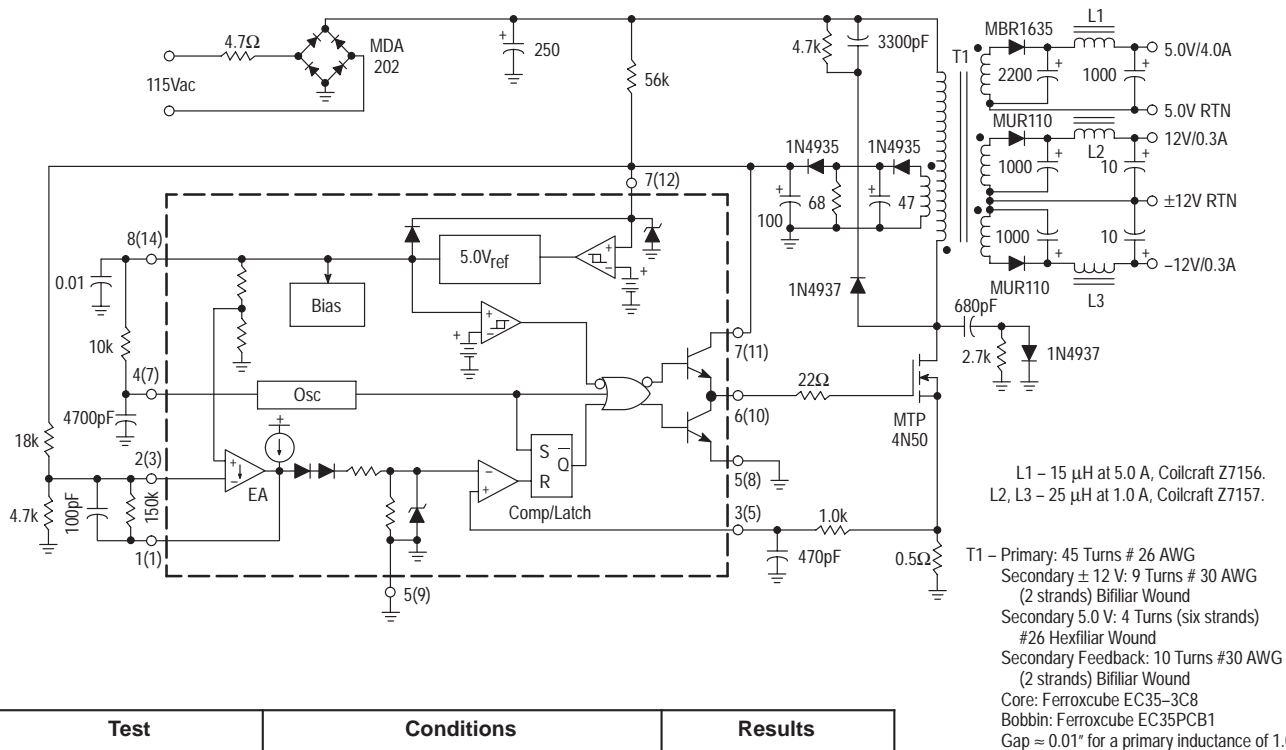 4.7Ω
MDA
202
115Vac
+
250
56k
4.7k
3300pF
T1
MBR1635
L1
+
2200
+
1000
5.0V/4.0A
5.0V RTN
MUR110
+
1000
L2
+
10
12V/0.3A
±12V RTN
1000
+
10
+
MUR110
L3
–12V/0.3A
1N4935
1N4935
+
100
68
+
47
7(12)
8(14)
0.01
5.0Vref
+
–
+
Bias
+
–
+
10k
1N4937
680pF
2.7k
1N4937
7(11)
4(7)
Osc
4700pF
22Ω
6(10)
MTP
4N50
18k
+
2(3)
+
–
EA
S
R
Q
–
+
Comp/Latch
5(8)
4.7k
100pF
150k
1(1)
3(5)
1.0k
470pF
0.5Ω
5(9)
L1 – 15 μH at 5.0 A, Coilcraft Z7156.
L2, L3 – 25 μH at 1.0 A, Coilcraft Z7157.
T1 – Primary: 45 Turns # 26 AWG
Secondary ± 12 V: 9 Turns # 30 AWG
(2 strands) Bifiliar Wound
Secondary 5.0 V: 4 Turns (six strands)
#26 Hexfiliar Wound
Secondary Feedback: 10 Turns #30 AWG
(2 strands) Bifiliar Wound
Core: Ferroxcube EC35–3C8
Bobbin: Ferroxcube EC35PCB1
Gap ≈ 0.01" for a primary inductance of 1.
Test
Conditions
Results